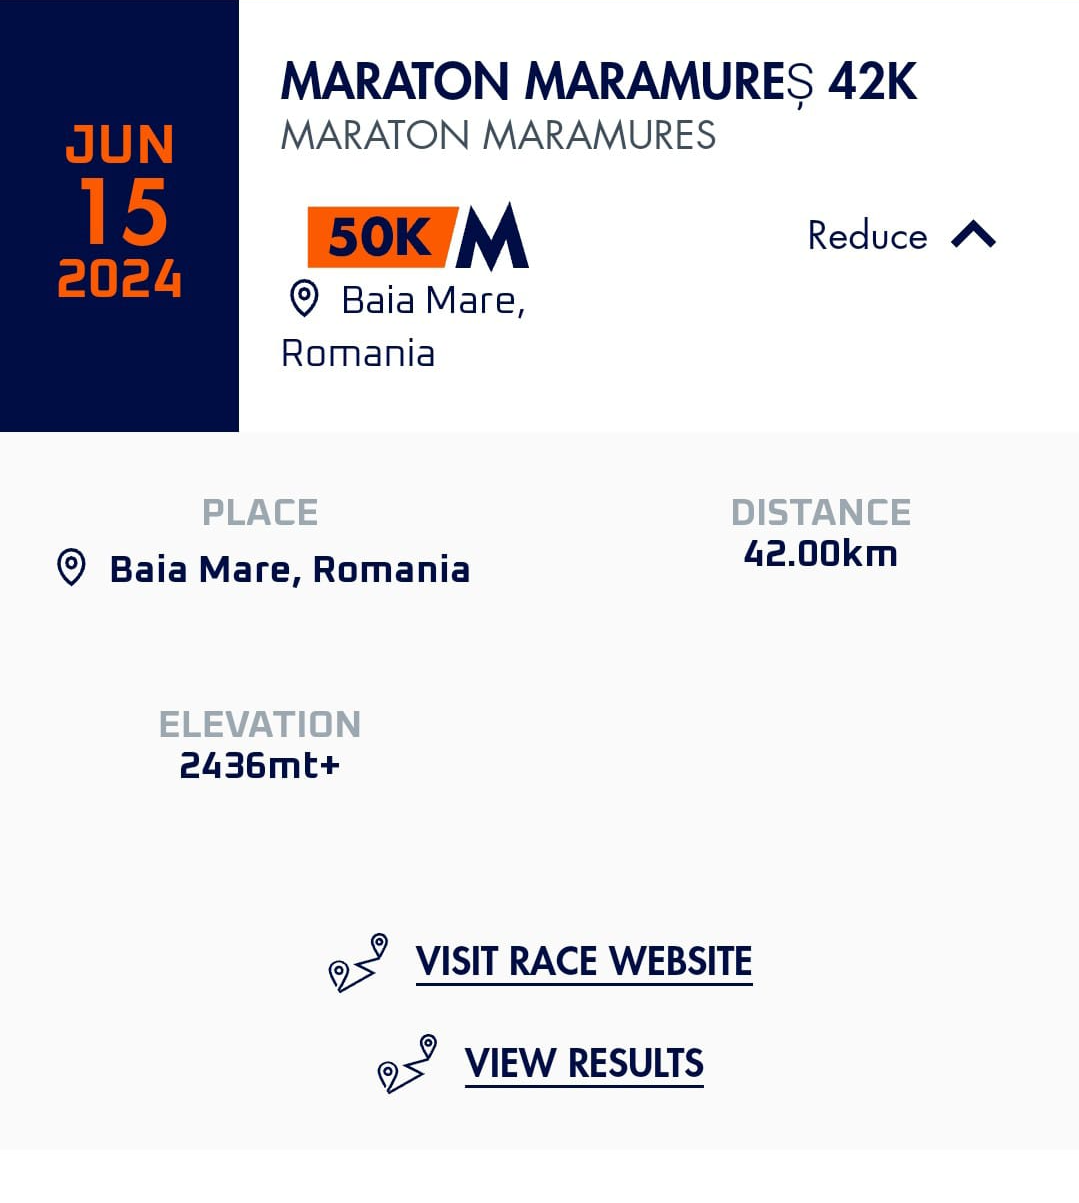 JUN
15
2024
MARATON MARAMUREȘ 42K
MARATON MARAMURES
50K M
Reduce
Baia Mare,
Romania
PLACE
Baia Mare, Romania
DISTANCE
42.00km
ELEVATION
2436mt+
VISIT RACE WEBSITE
VIEW RESULTS